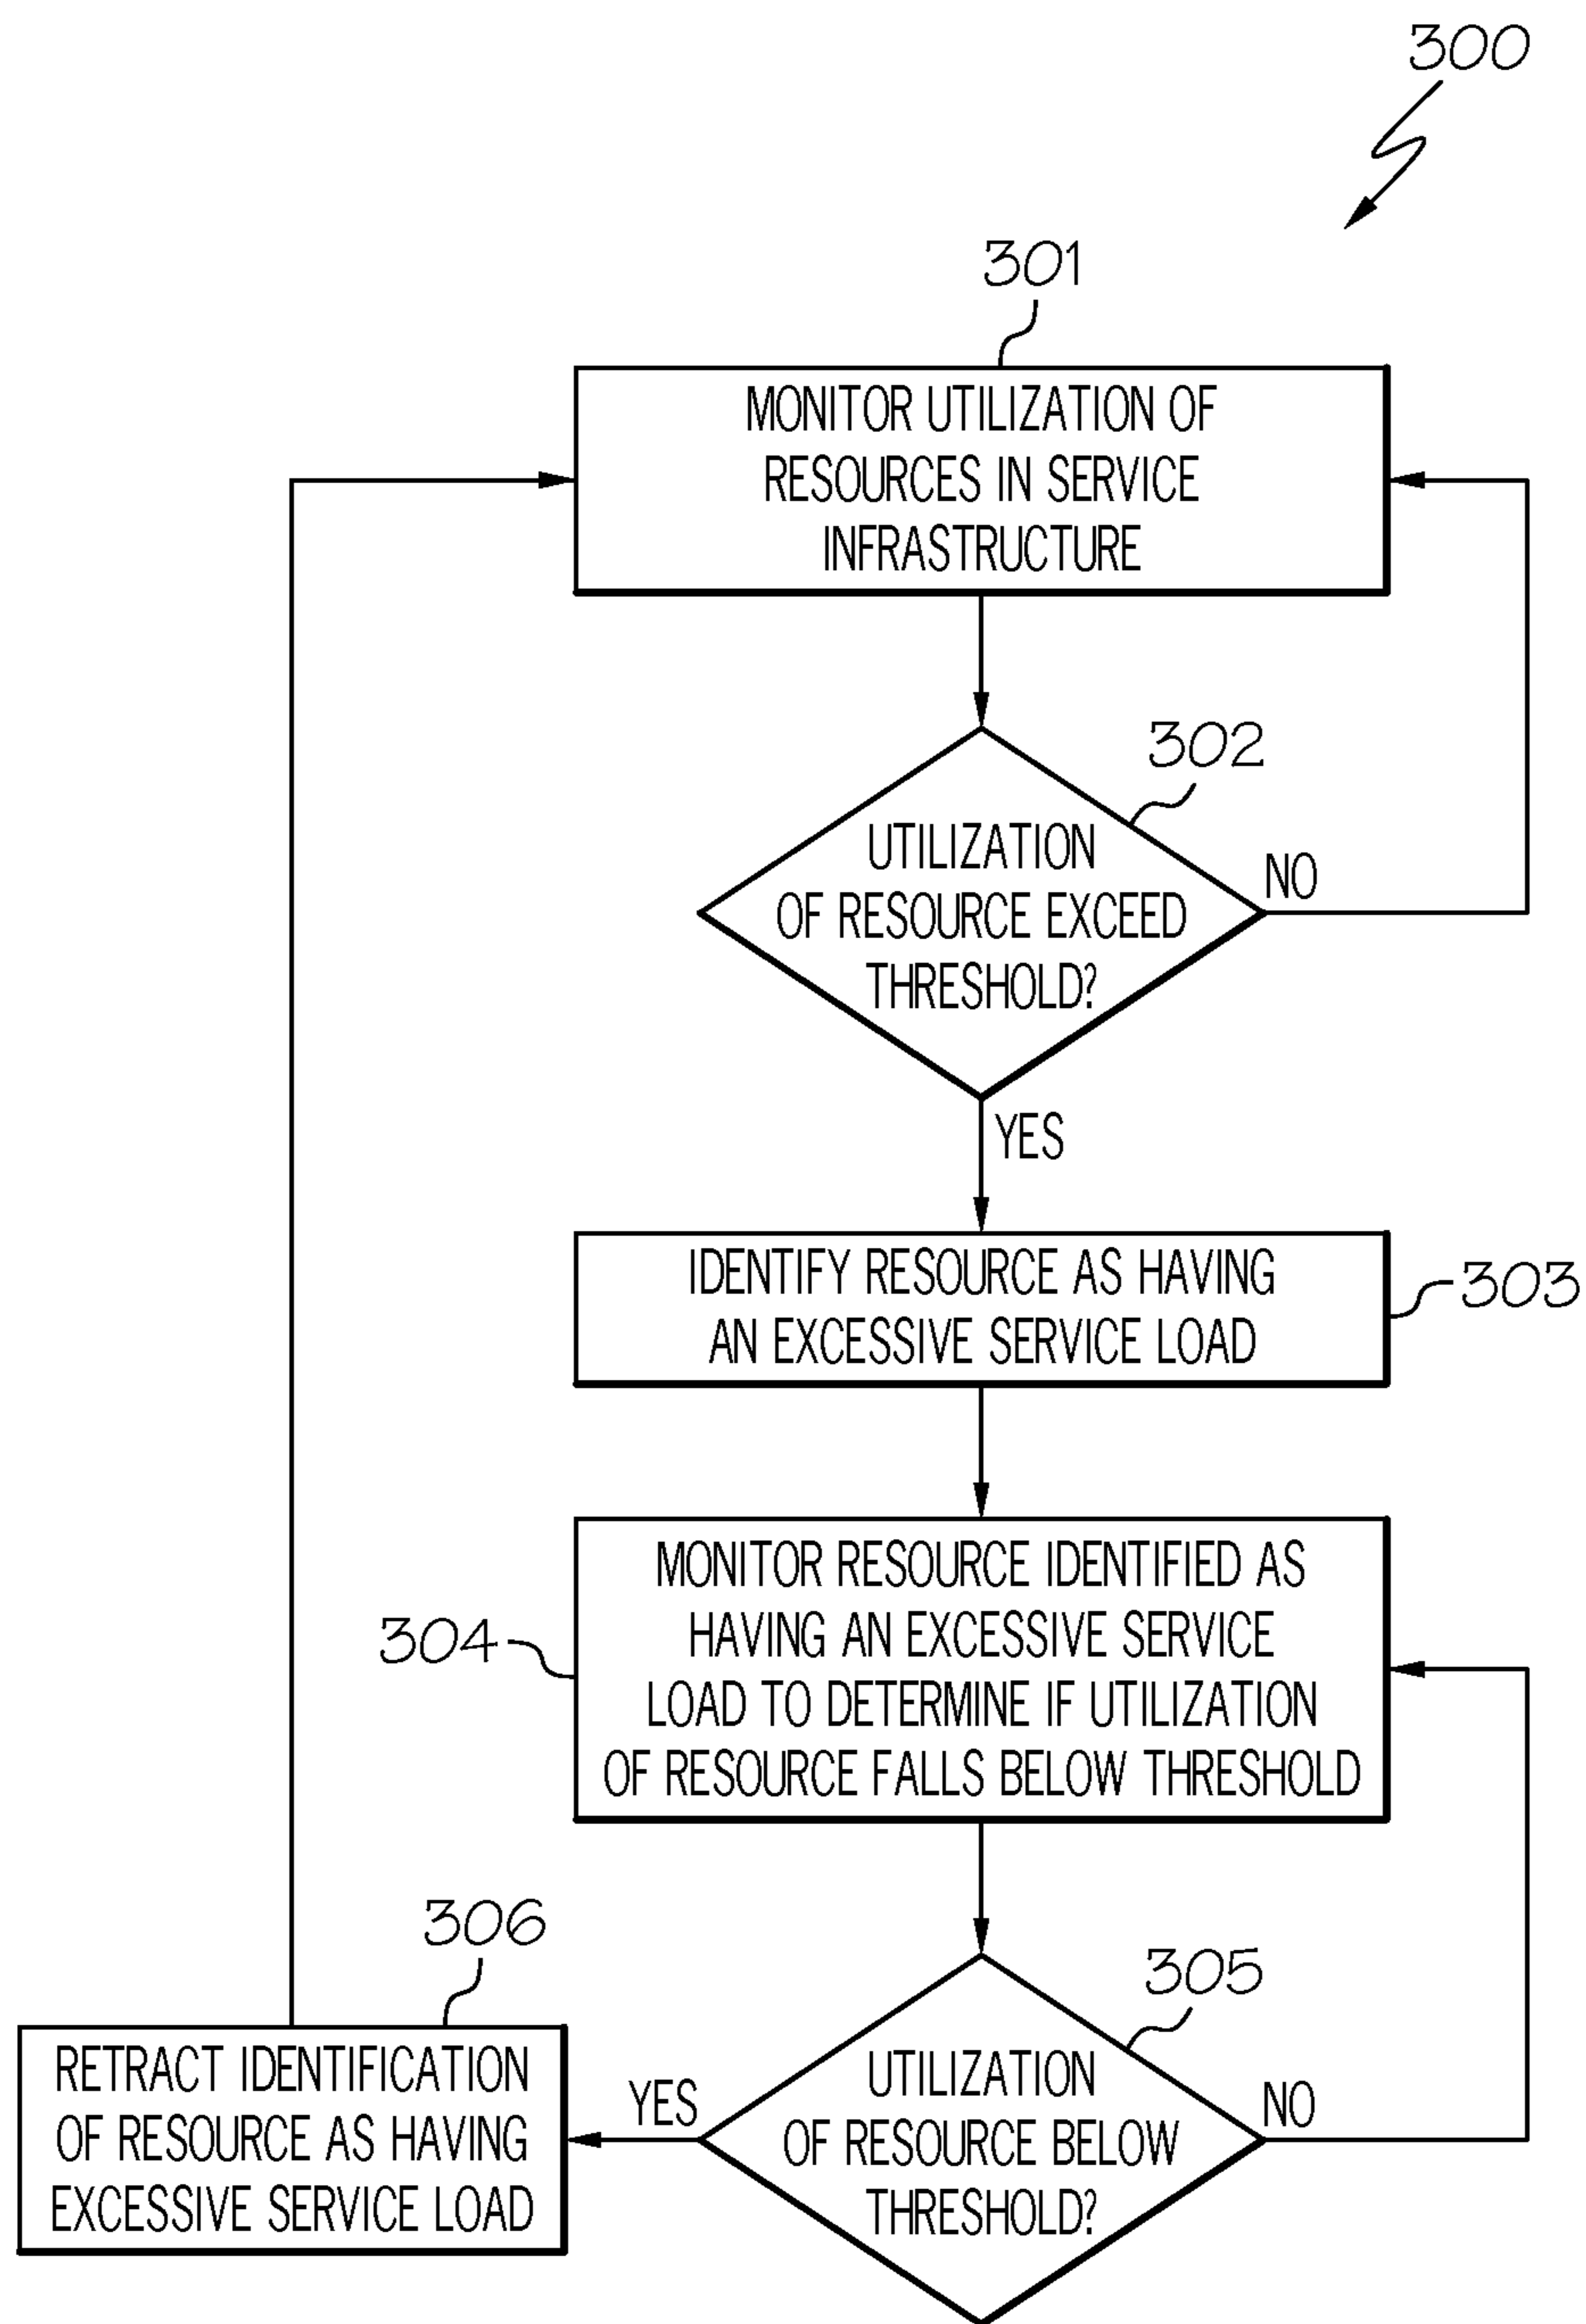 300
301
MONITOR UTILIZATION OF
RESOURCES IN SERVICE
INFRASTRUCTURE
302
UTILIZATION
OF RESOURCE EXCEED
THRESHOLD?
NO
YES
IDENTIFY RESOURCE AS HAVING
AN EXCESSIVE SERVICE LOAD
303
304
MONITOR RESOURCE IDENTIFIED AS
HAVING AN EXCESSIVE SERVICE
LOAD TO DETERMINE IF UTILIZATION
OF RESOURCE FALLS BELOW THRESHOLD
306
305
RETRACT IDENTIFICATION
OF RESOURCE AS HAVING
EXCESSIVE SERVICE LOAD
YES
UTILIZATION
OF RESOURCE BELOW
THRESHOLD?
NO